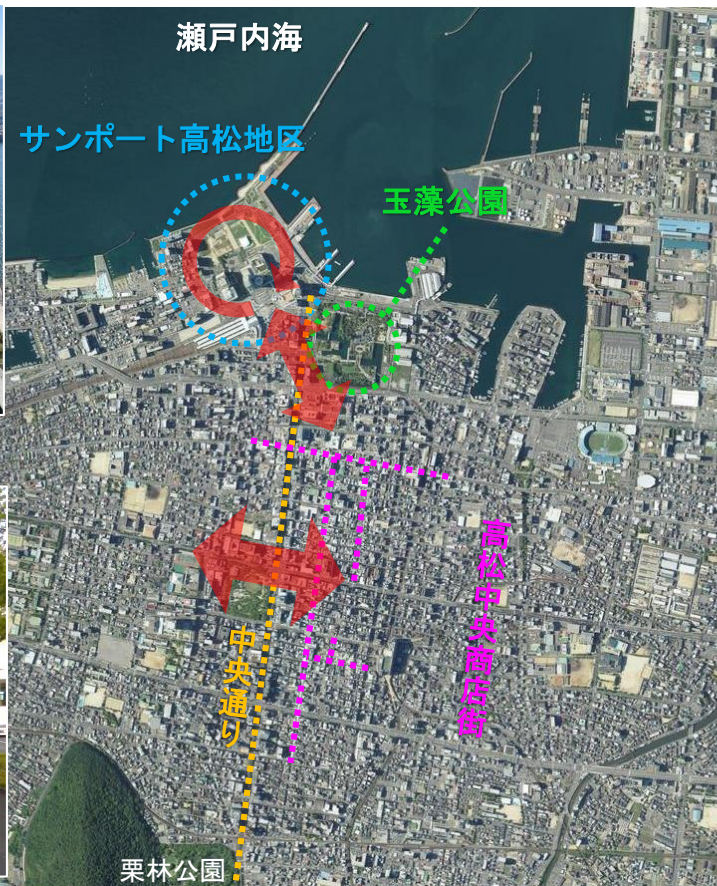 瀬戸内海
サンポート高松地区
玉藻公園
高松中央商店街
中央通り
栗林公園